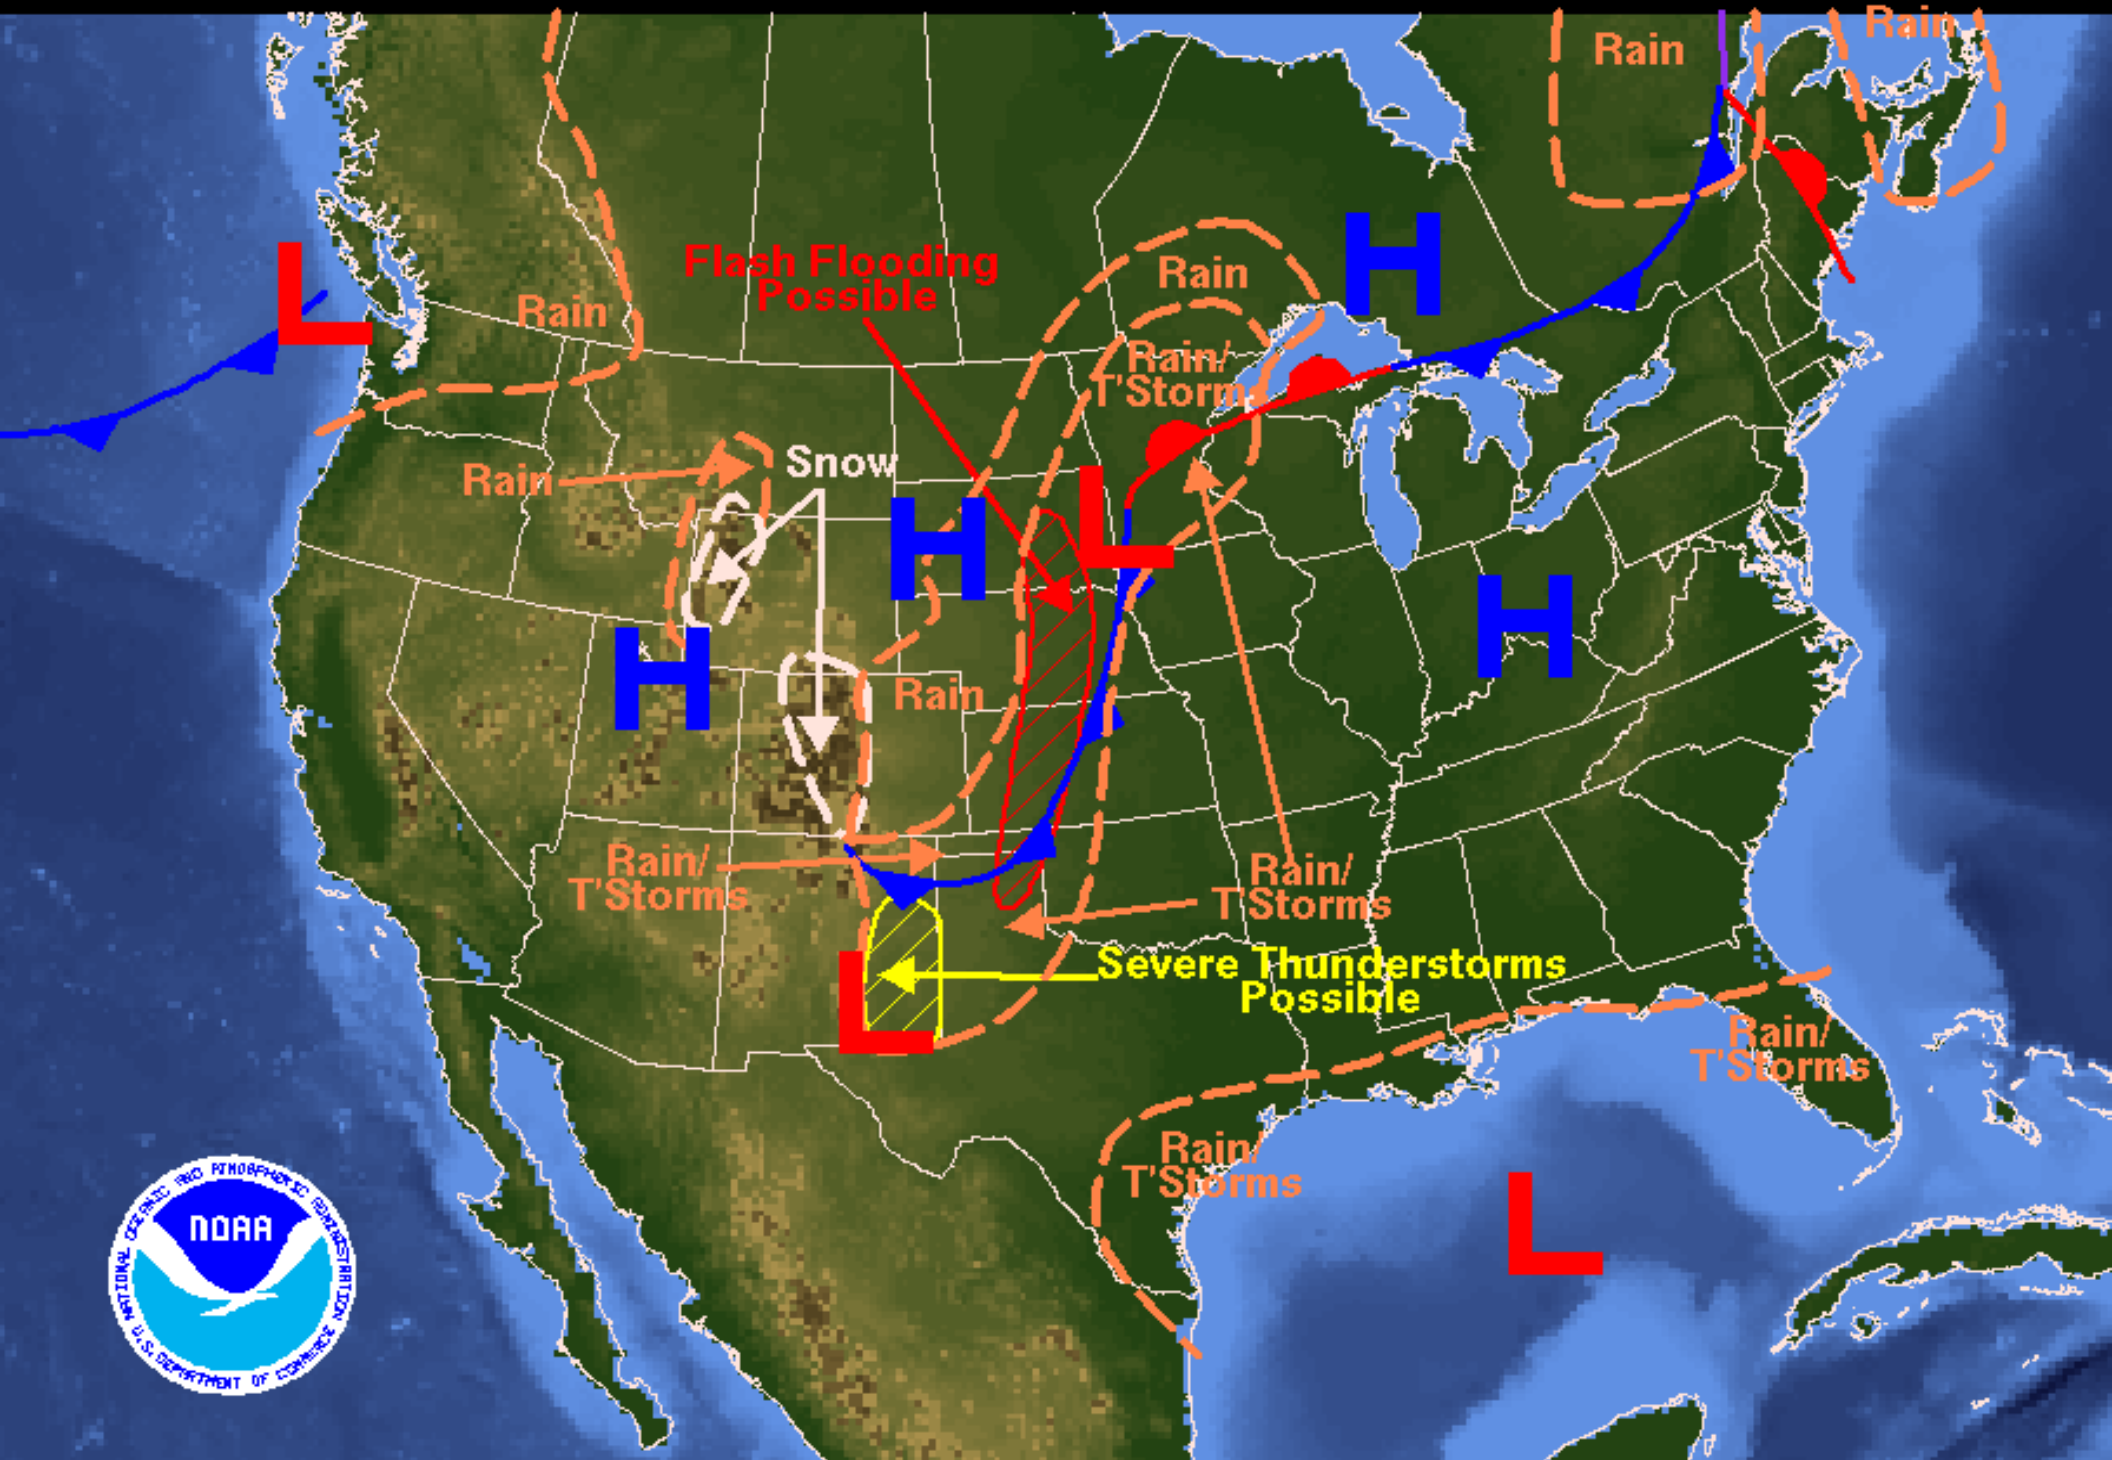 Rain
Rain
H
Flash Flooding
Possible
L
Rain
Rain
Rain/
T'Storms
Snow
Rain
L
H
H
H
Rain
Rain/
T'Storms
Rain/
T'Storms
Severe Thunderstorms
Possible
L
Rain/
T'Storms
Rain/
T'Storms
L
NATIONAL OCEANIC AND ATMOSPHERIC ADMINISTRATION
NOAA
U.S. DEPARTMENT OF COMMERCE